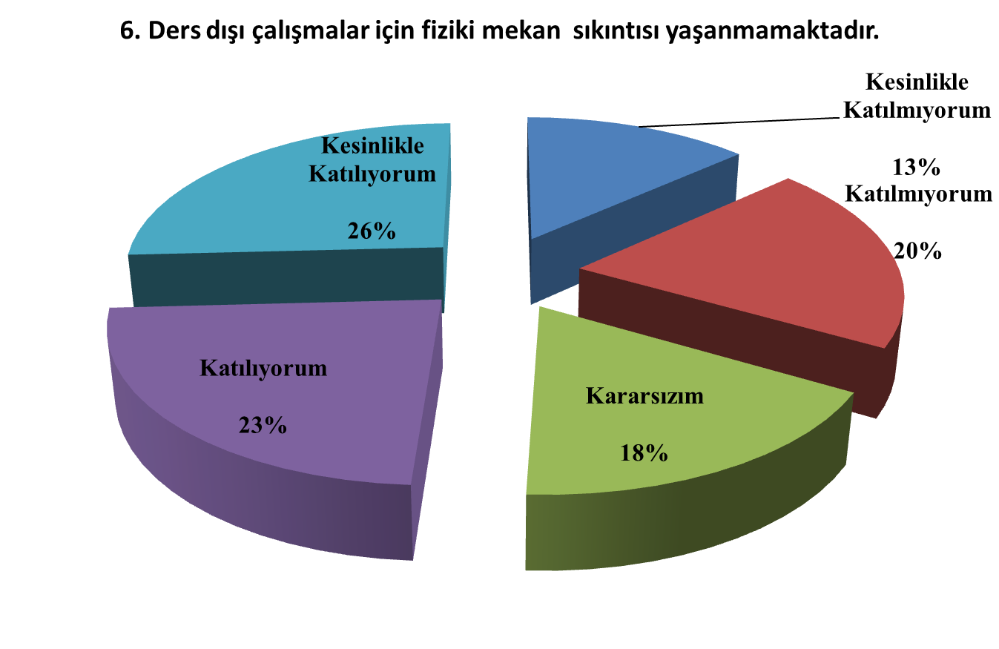 6. Ders dışı çalışmalar için fiziki mekan  sıkıntısı yaşanmamaktadır.
Kesinlikle
Katılmıyorum
13%
Katılmıyorum
20%
Kararsızım
18%
Katılıyorum
23%
Kesinlikle
Katılıyorum
26%